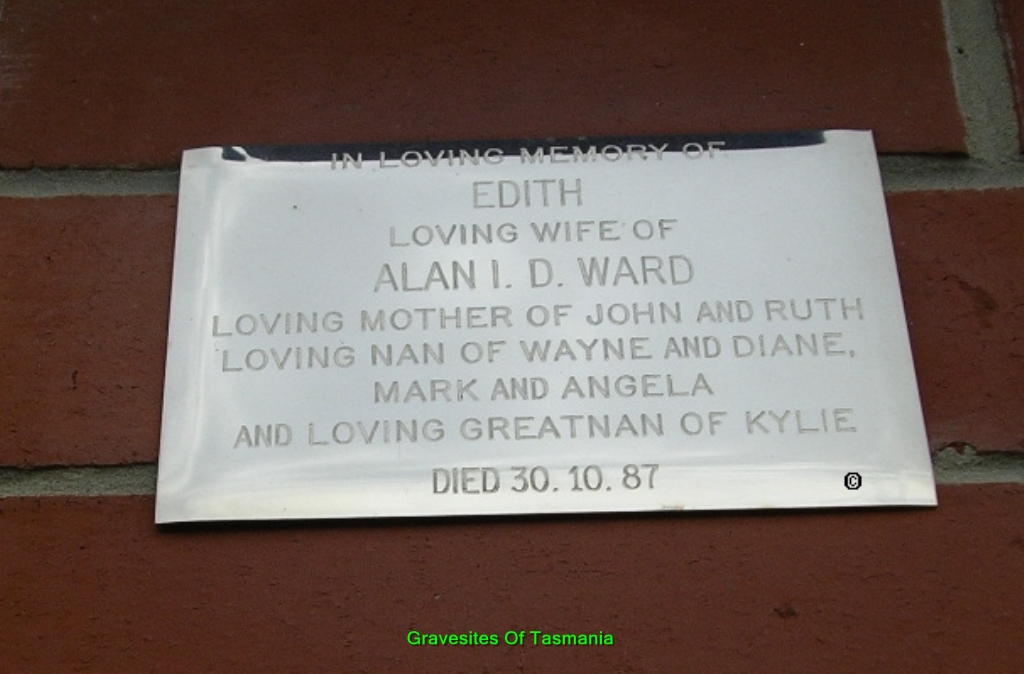 IN LOVING MEMORY OF
EDITH
LOVING WIFE OF
ALAN I. D. WARD
LOVING MOTHER OF JOHN AND RUTH
LOVING NAN OF WAYNE AND DIANE,
MARK AND ANGELA
AND LOVING GREATNAN OF KYLIE
DIED 30. 10. 87
©
Gravesites Of Tasmania